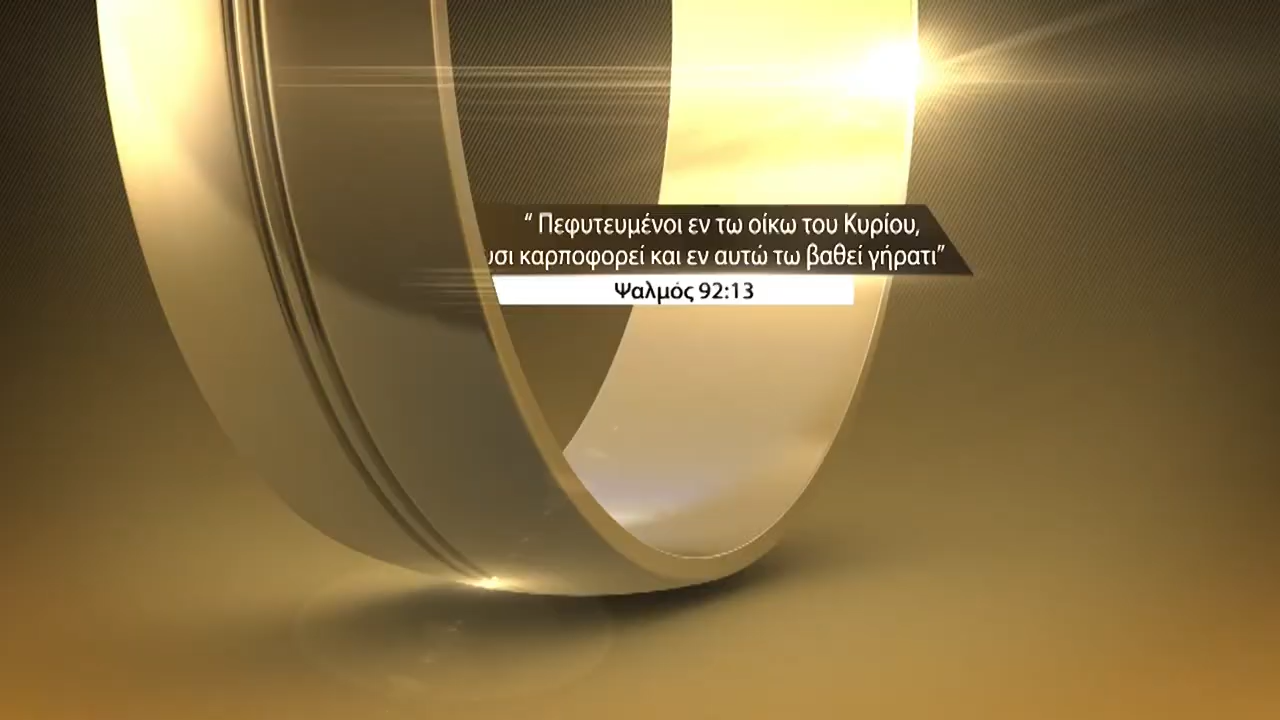 “ Πεφυτευμένοι εν τω οίκω του Κυρίου,
καρποφορεί και εν αυτώ τω βαθεί γήρατι”
Ψαλμός 92:13